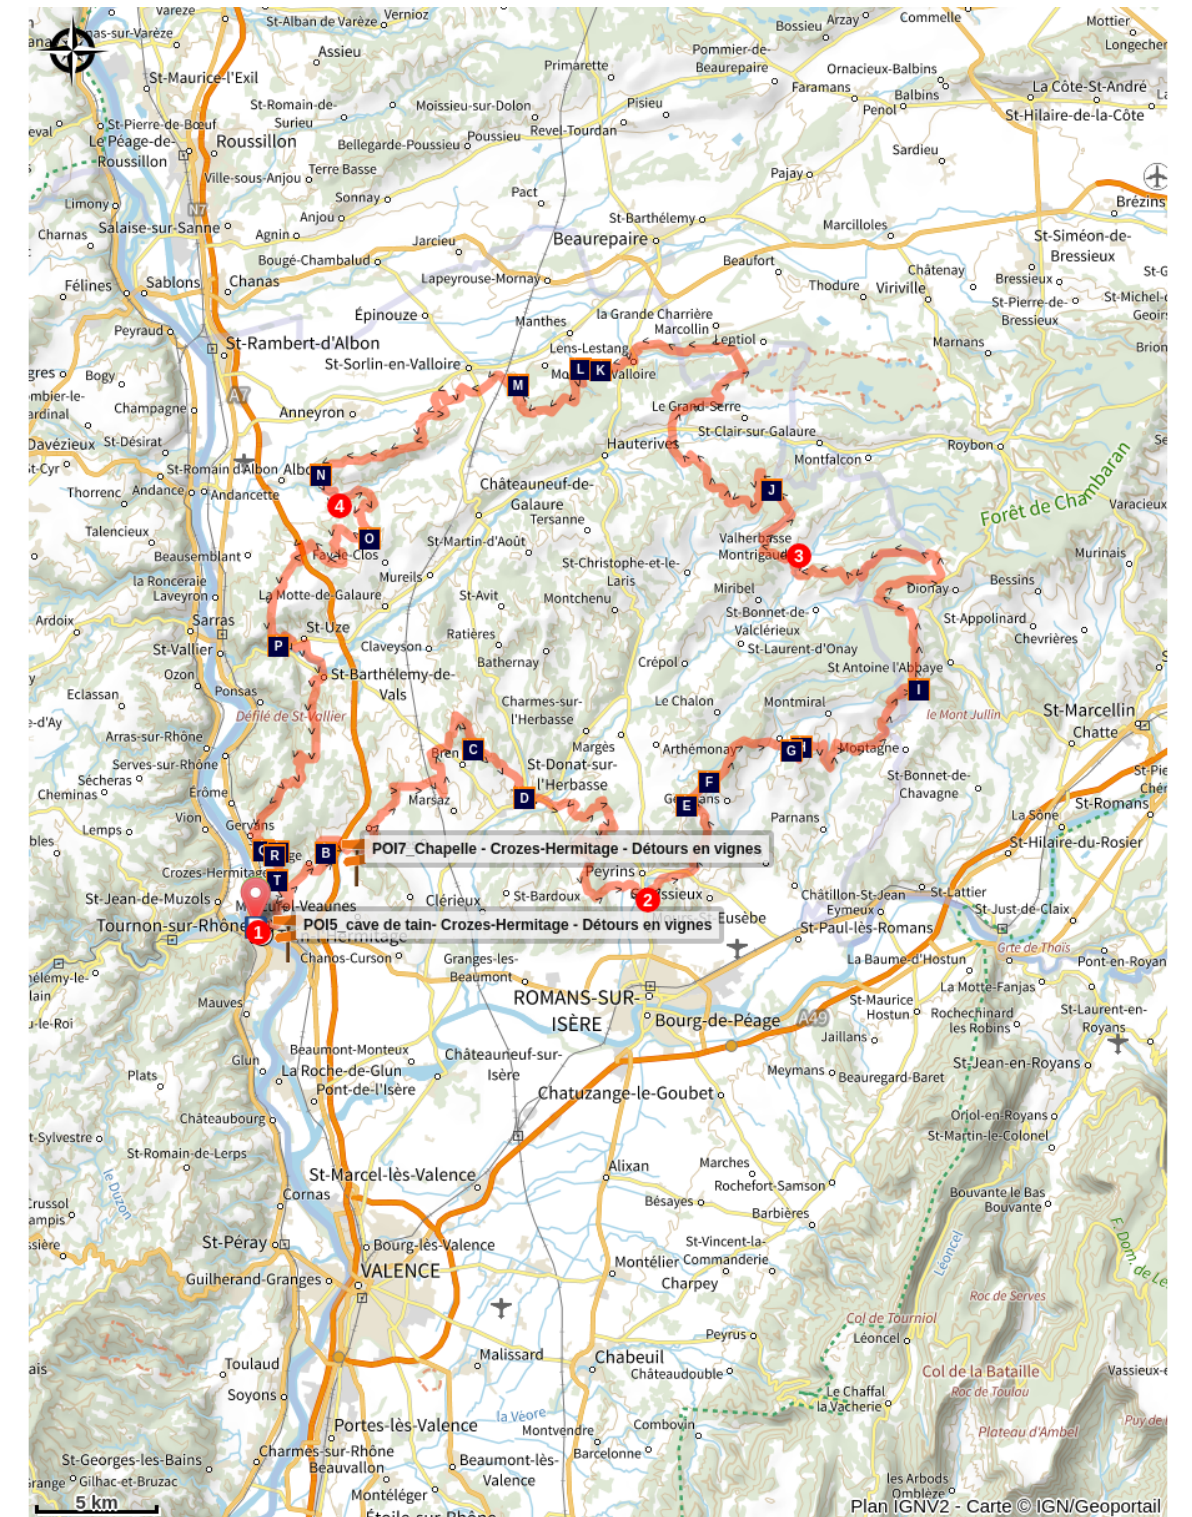 Varèze
nas-sur-Varèze
St-Alban de Varèze
Vernioz
Assieu
Bossieu
Arzay
Commelle
Mottier
Longeche
Pommier-de-
Beaurepaire
Primarette
Ornacieux-Balbins
Faramans
Balbins
Penol
La Côte-St-André
St-Hilaire-de-la-Côte
St-Maurice-l'Exil
St-Romain-de-
Surieu
Moissieu-sur-Dolon
Pisieu
Revel-Tourdan
Poussieu
Bellegarde-Poussieu
St-Pierre-de-Bœuf
Le Péage-de-
Roussillon
Roussillon
Ville-sous-Anjou
Terre Basse
Sonnay
Sardieu
Pajay
Pact
Limony
N7
Anjou
St-Barthélemy
Marcilloles
Brézins
Salaise-sur-Sanne
Charnas
Agnin
Jarcieu
Beaurepaire
St-Siméon-de-
Bressieux
Bougé-Chambalud
Beaufort
Châtenay
Lapeyrouse-Mornay
Thodure
Viriville
Bressieux
Félines
Sablons
Chanas
St-Pierre-de-
Bressieux
St-Michel-
Geoirs
Épinouze
Manthes
la Grande Charrière
Marcollin
Peyraud
St-Rambert-d'Albon
Lens-Lestang
Leptiol
Marnans
Brion
St-Sorlin-en-Valloire
L
K
Valloire
M
Bogy
A7
Champagne
Anneyron
Le Grand-Serre
St-Clair-sur-Galaure
Davézieux
St-Désirat
Hauterives
Montfalcon
Roybon
St-Cyr
St-Romain d'Albon
N
Thorrenc
Andance
Andancette
J
Forêt de Chambaran
Varacieux
Châteauneuf-de-
Galaure
4
Tersanne
Talencieux
O
Fay-le-Clos
St-Martin-d'Août
Valherbasse
3
Beausemblant
Murinais
St-Christophe-et-le-
Laris
la Ronceraie
Laveyron
Mureils
Miribel
Dionay
Bessins
La Motte-de-Galaure
St-Avit
Montchenu
St-Bonnet-de-
Valclérieux
St-Appolinard
Chevrières
Ardoix
Sarras
St-Uze
Ratières
St-Vallier
P
Claveyson
Bathernay
Crépol
St-Laurent-d'Onay
St Antoine l'Abbaye
Ozon
St-Barthélemy-de-
Vals
Eclassan
Ponsas
I
Charmes-sur-
l'Herbasse
Le Chalon
Montmiral
le Mont Jullin
St-Marcellin
Chatte
Défilé de St-Vallier
Arras-sur-Rhône
Bren
C
Margès
Arthémonay
G
Montagne
Serves-sur-Rhône
St-Donat-sur-
l'Herbasse
Sécheras
Cheminas
F
St-Bonnet-de-
Chavagne
Érôme
Marsaz
D
E
St-Romans
Lemps
Vion
Gervans
Parnans
La Sône
St-Hilaire-du-Rosier
R
B
POI7_Chapelle - Crozes-Hermitage - Détours en vignes
Crozes-Hermitage
T
Peyrins
St-Jean-de-Muzols
Clérieux
St-Bardoux
2
Châtillon-St-Jean
Eymeux
St-Lattier
St-Just-de-Claix
Tournon-sur-Rhône
1
POI5_cave de tain- Crozes-Hermitage - Détours en vignes
St-Paul-lès-Romans
Grte de Thaïs
Chanos-Curson
Granges-les-
Beaumont
La Baume-d'Hostun
Pont-en-Royan
Mauves
ROMANS-SUR-
ISÈRE
La Motte-Fanjas
St-Maurice
Hostun
Rochechinard
les Robins
St-Laurent-en-
Royans
Bourg-de-Péage
A49
Jaillans
Glun
Beaumont-Monteux
La Roche-de-Glun
Pont-de-l'Isère
Châteauneuf-sur-
Isère
Plats
Meymans
Beauregard-Baret
St-Jean-en-Royans
Châteaubourg
Chatuzange-le-Goubet
Oriol-en-Royans
St-Martin-le-Colonel
St-Romain-de-Lerps
le Duzon
St-Marcel-lès-Valence
Alixan
Marches
Rochefort-Samson
Cornas
Bésayes
Barbières
Bouvante le Bas
Bouvante
St-Péray
Bourg-lès-Valence
VALENCE
Guilherand-Granges
Montélier
St-Vincent-la-
Commanderie
Charpey
Léoncel
Roc de Serves
Col de Tourniol
Peyrus
Léoncel
Toulaud
Malissard
Chabeuil
Châteaudouble
Col de la Bataille
Roc de Toulau
Soyons
Le Chaffal
la Vacherie
Portes-lès-Valence
la Véore
Montvendre
Combovin
Barcelonne
Plateau d'Ambel
Charmes-sur-Rhône
Beauvallon
Beaumont-lès-
Valence
St-Georges-les-Bains
Gilhac-et-Bruzac
Montéléger
les Arbods
Omblèze
5 km
Étoile-sur-Rhône
Plan IGNV2 - Carte © IGN/Geoportail